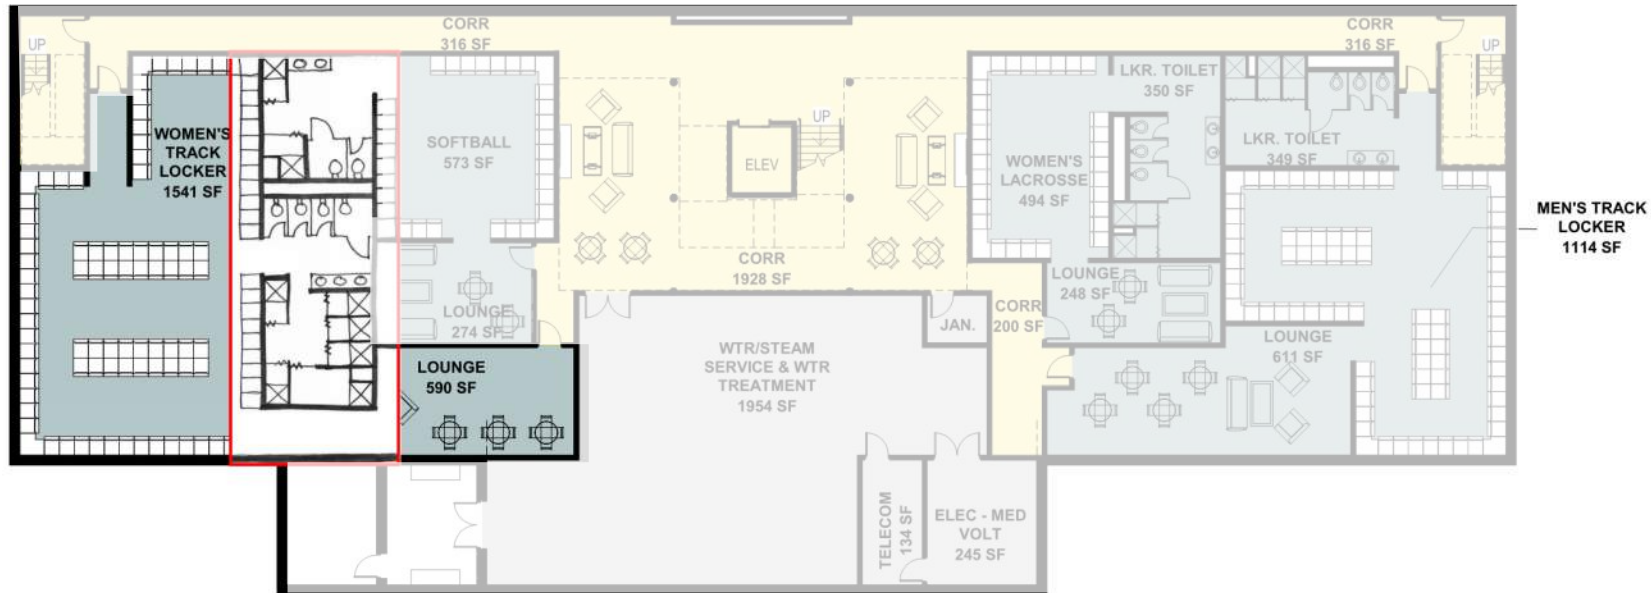 CORR
316 SF
CORR
316 SF
UP
UP
LKR. TOILET
350 SF
UP
WOMEN'S
TRACK
LOCKER
1541 SF
SOFTBALL
573 SF
ELEV
WOMEN'S
LACROSSE
494 SF
LKR. TOILET
349 SF
MEN'S TRACK
LOCKER
1114 SF
CORR
1928 SF
LOUNGE
248 SF
LOUNGE
274 SF
JAN.
CORR
200 SF
LOUNGE
611 SF
WTR/STEAM
SERVICE & WTR
TREATMENT
1954 SF
LOUNGE
590 SF
TELECOM
134 SF
ELEC - MED
VOLT
245 SF